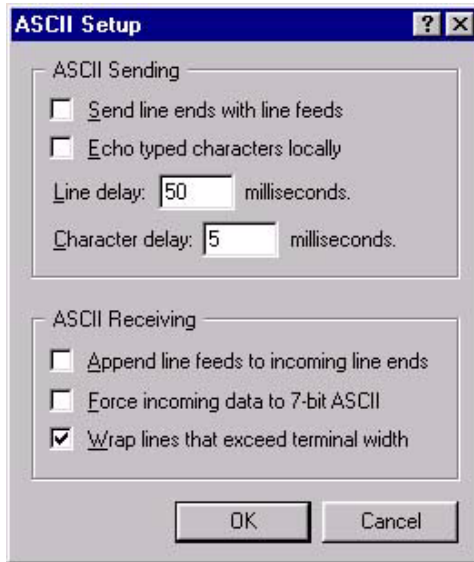 ASCII Setup
ASCII Sending
Send line ends with line feeds
Echo typed characters locally
Line delay: 50 milliseconds.
Character delay: 5 milliseconds.
ASCII Receiving
Append line feeds to incoming line ends
Force incoming data to 7-bit ASCII
Wrap lines that exceed terminal width
OK Cancel